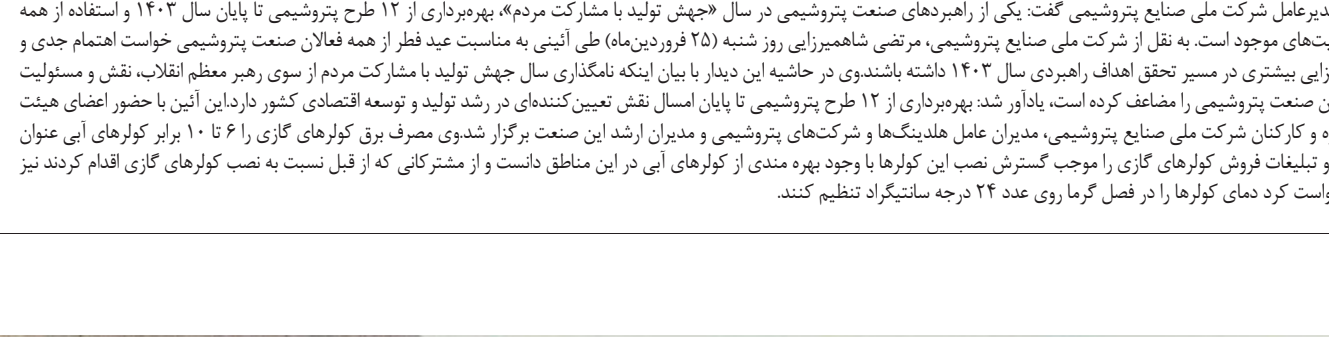 مدیرعامل شرکت ملی صنایع پتروشیمی گفت: یکی از راهبردهای صنعت پتروشیمی در سال «جهش تولید با مشارکت مردم»، بهره‌برداری از ۱۲ طرح پتروشیمی تا پایان سال ۱۴۰۳ و استفاده از همه
موجود است. به نقل از شرکت ملی صنایع پتروشیمی، مرتضی شاهمیرزایی روز شنبه (۲۵ فروردین‌ماه) طی آئینی به مناسبت عید فطر از همه فعالان صنعت پتروشیمی خواست اهتمام جدی و
بیشتری در مسیر تحقق اهداف راهبردی سال ۱۴۰۳ داشته باشند.وی در حاشیه این دیدار با بیان اینکه نامگذاری سال جهش تولید با مشارکت مردم از سوی رهبر معظم انقلاب، نقش و مسئولیت
صنعت پتروشیمی را مضاعف کرده است، یادآور شد: بهره‌برداری از ۱۲ طرح پتروشیمی تا پایان امسال نقش تعیین‌کننده‌ای در رشد تولید و توسعه اقتصادی کشور دارد.این آئین با حضور اعضای هیئت
و کارکنان شرکت ملی صنایع پتروشیمی، مدیران عامل هلدینگ‌ها و شرکت‌های پتروشیمی و مدیران ارشد این صنعت برگزار شد.وی مصرف برق کولرهای گازی را ۶ تا ۱۰ برابر کولرهای آبی عنوان
و تبلیغات فروش کولرهای گازی را موجب گسترش نصب این کولرها با وجود بهره مندی از کولرهای آبی در این مناطق دانست و از مشترکانی که از قبل نسبت به نصب کولرهای گازی اقدام کردند نیز
کرد دمای کولرها را در فصل گرما روی عدد ۲۴ درجه سانتیگراد تنظیم کنند.